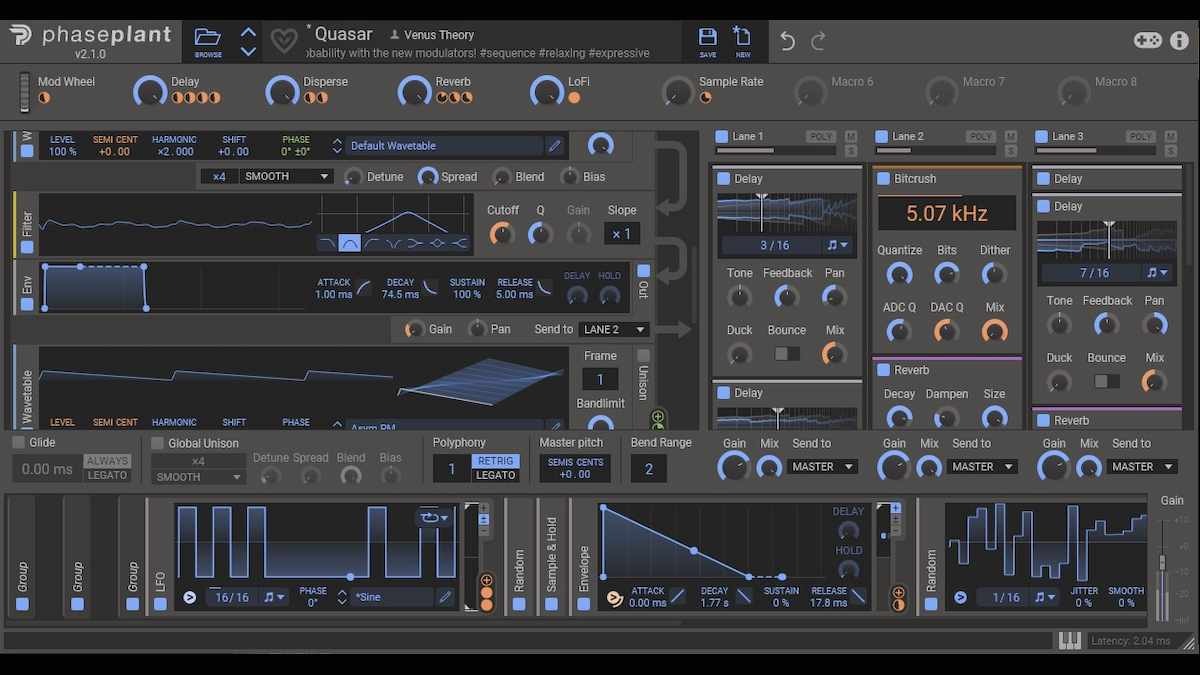 phaseplant
v2.1.0
BROWSE
* Quasar
Venus Theory
obability with the new modulators! #sequence #relaxing #expressive
SAVE
NEW
Mod Wheel
Delay
Disperse
Reverb
LoFi
Sample Rate
Macro 6
Macro 7
Macro 8
W
LEVEL SEMI CENT HARMONIC SHIFT PHASE
100 % +0.00 ×2.000 +0.00 0° ±0°
Default Wavetable
×4 SMOOTH
Detune Spread Blend Bias
Filter
Cutoff Q Gain Slope
× 1
Env
ATTACK DECAY SUSTAIN RELEASE
1.00 ms 74.5 ms 100 % 5.00 ms
DELAY HOLD
Out
Gain Pan Send to LANE 2
Wavetable
LEVEL SEMI CENT HARMONIC SHIFT PHASE
Asym PM
Frame
1
Bandlimit
Unison
Lane 1 POLY M
S
Delay
3 / 16
Tone Feedback Pan
Duck Bounce Mix
Delay
Lane 2 POLY M
S
Bitcrush
5.07 kHz
Quantize Bits Dither
ADC Q DAC Q Mix
Reverb
Decay Dampen Size
Lane 3 POLY M
S
Delay
Delay
7 / 16
Tone Feedback Pan
Duck Bounce Mix
Reverb
Glide
0.00 ms
ALWAYS
LEGATO
Global Unison
×4
SMOOTH
Detune Spread Blend Bias
Polyphony
1
RETRIG
LEGATO
Master pitch
SEMIS CENTS
+0.00
Bend Range
2
Gain Mix Send to
MASTER
Gain Mix Send to
MASTER
Gain Mix Send to
MASTER
Group
Group
Group
LFO
16/16
PHASE
0°
*Sine
Random
Sample & Hold
Envelope
DELAY
HOLD
ATTACK DECAY SUSTAIN RELEASE
0.00 ms 1.77 s 0 % 17.8 ms
Random
1/16
JITTER SMOOTH
0 % 0 %
Gain
+10
-20
-inf
Latency: 2.04 ms